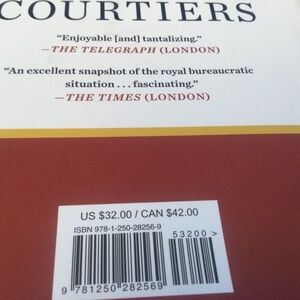 COURTIERS
“Enjoyable [and] tantalizing.”
—THE TELEGRAPH (LONDON)
“An excellent snapshot of the royal bureaucratic
situation . . . fascinating.”
—THE TIMES (LONDON)
US $32.00 / CAN $42.00
ISBN 978-1-250-28256-9
53200 >
9 781250 282569